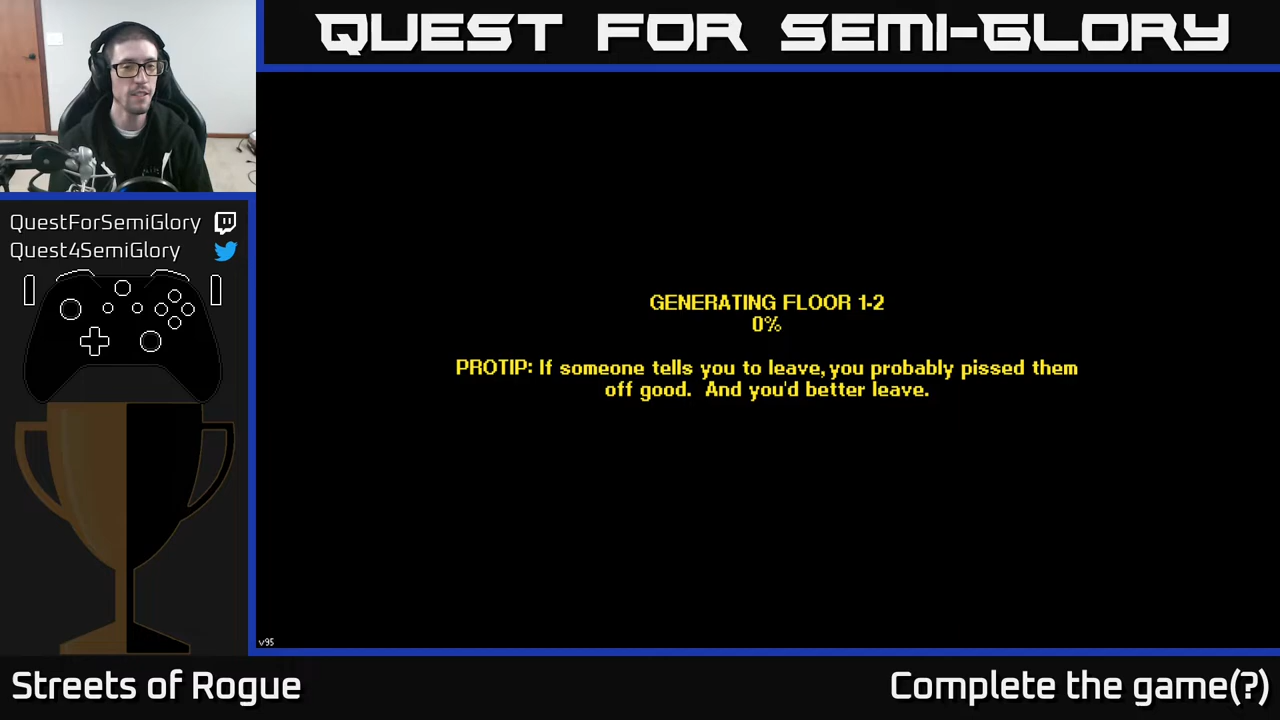 QUEST FOR SEMI-GLORY
QuestForSemiGlory
Quest4SemiGlory
GENERATING FLOOR 1-2
0%
PROTIP: If someone tells you to leave, you probably pissed them
off good. And you'd better leave.
v95
Streets of Rogue
Complete the game(?)